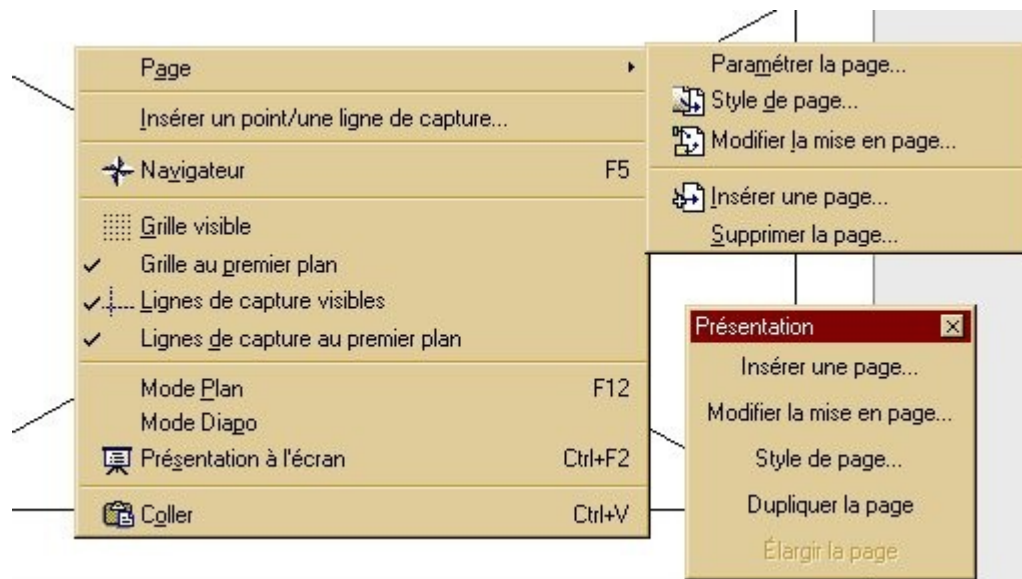 Page
Insérer un point/une ligne de capture...
Navigateur F5
Grille visible
Grille au premier plan
Lignes de capture visibles
Lignes de capture au premier plan
Mode Plan F12
Mode Diapo
Présentation à l'écran Ctrl+F2
Coller Ctrl+V
Paramétrer la page...
Style de page...
Modifier la mise en page...
Insérer une page...
Supprimer la page...
Présentation
Insérer une page...
Modifier la mise en page...
Style de page...
Dupliquer la page
Élargir la page